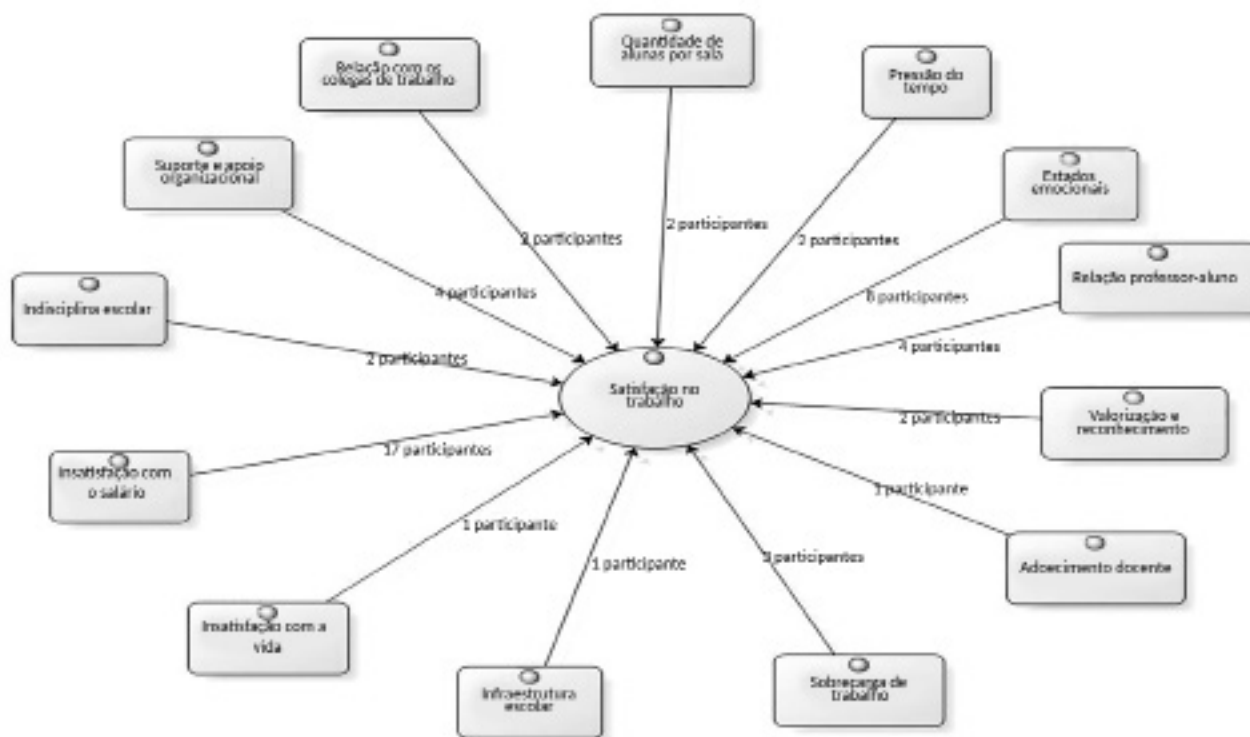 Quantidade de
alunas por sala
Relação com os
colegas de trabalho
Pressão do
tempo
Suporte e apoio
organizacional
Estados
emocionais
Relação professor-aluno
Indisciplina escolar
2 participantes
2 participantes
2 participantes
4 participantes
8 participantes
4 participantes
2 participantes
Satisfação no
trabalho
2 participantes
Valorização e
reconhecimento
Insatisfação com
o salário
17 participantes
1 participante
1 participante
1 participante
3 participantes
Adoecimento docente
Insatisfação com a
vida
Infraestrutura
escolar
Sobrecarga de
trabalho